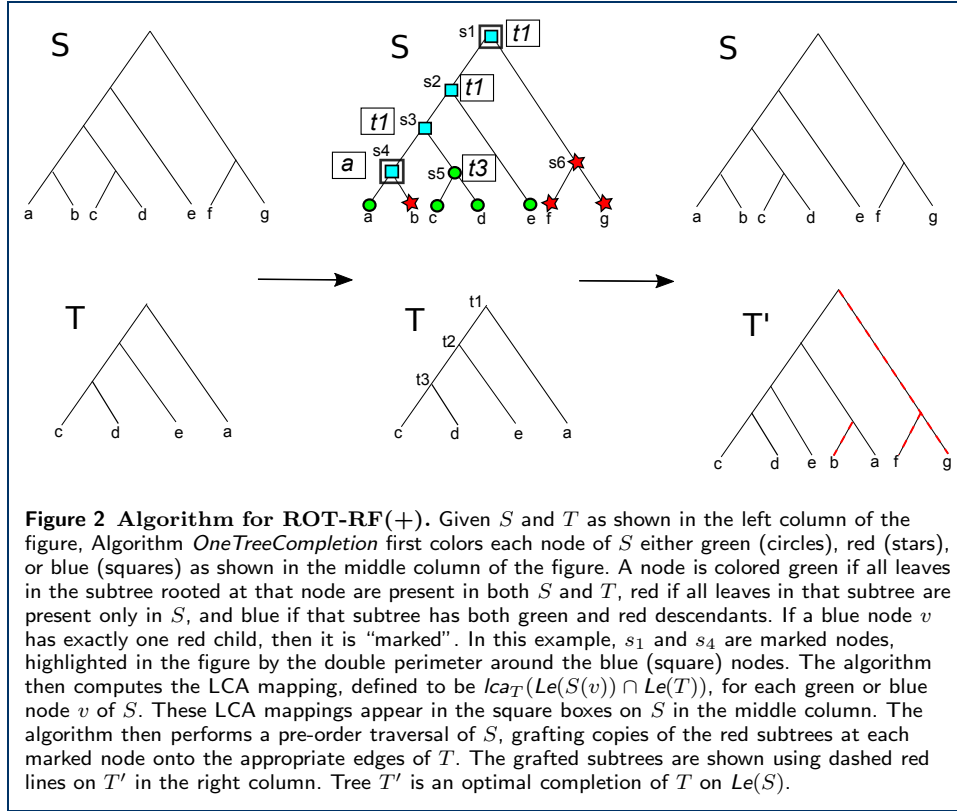 S
a b c d e f g
S
s1 t1
s2 t1
t1 s3
s4
a
s5 t3
s6
a b c d e f g
S
a b c d e f g
T
c d e a
T
t1
t2
t3
c d e a
T'
c d e b a f g
Figure 2 Algorithm for ROT-RF(+). Given S and T as shown in the left column of the
figure, Algorithm OneTreeCompletion first colors each node of S either green (circles), red (stars),
or blue (squares) as shown in the middle column of the figure. A node is colored green if all leaves
in the subtree rooted at that node are present in both S and T, red if all leaves in that subtree are
present only in S, and blue if that subtree has both green and red descendants. If a blue node v
has exactly one red child, then it is “marked”. In this example, s₁ and s₄ are marked nodes,
highlighted in the figure by the double perimeter around the blue (square) nodes. The algorithm
then computes the LCA mapping, defined to be lca_T(Le(S(v)) ∩ Le(T)), for each green or blue
node v of S. These LCA mappings appear in the square boxes on S in the middle column. The
algorithm then performs a pre-order traversal of S, grafting copies of the red subtrees at each
marked node onto the appropriate edges of T. The grafted subtrees are shown using dashed red
lines on T′ in the right column. Tree T′ is an optimal completion of T on Le(S).